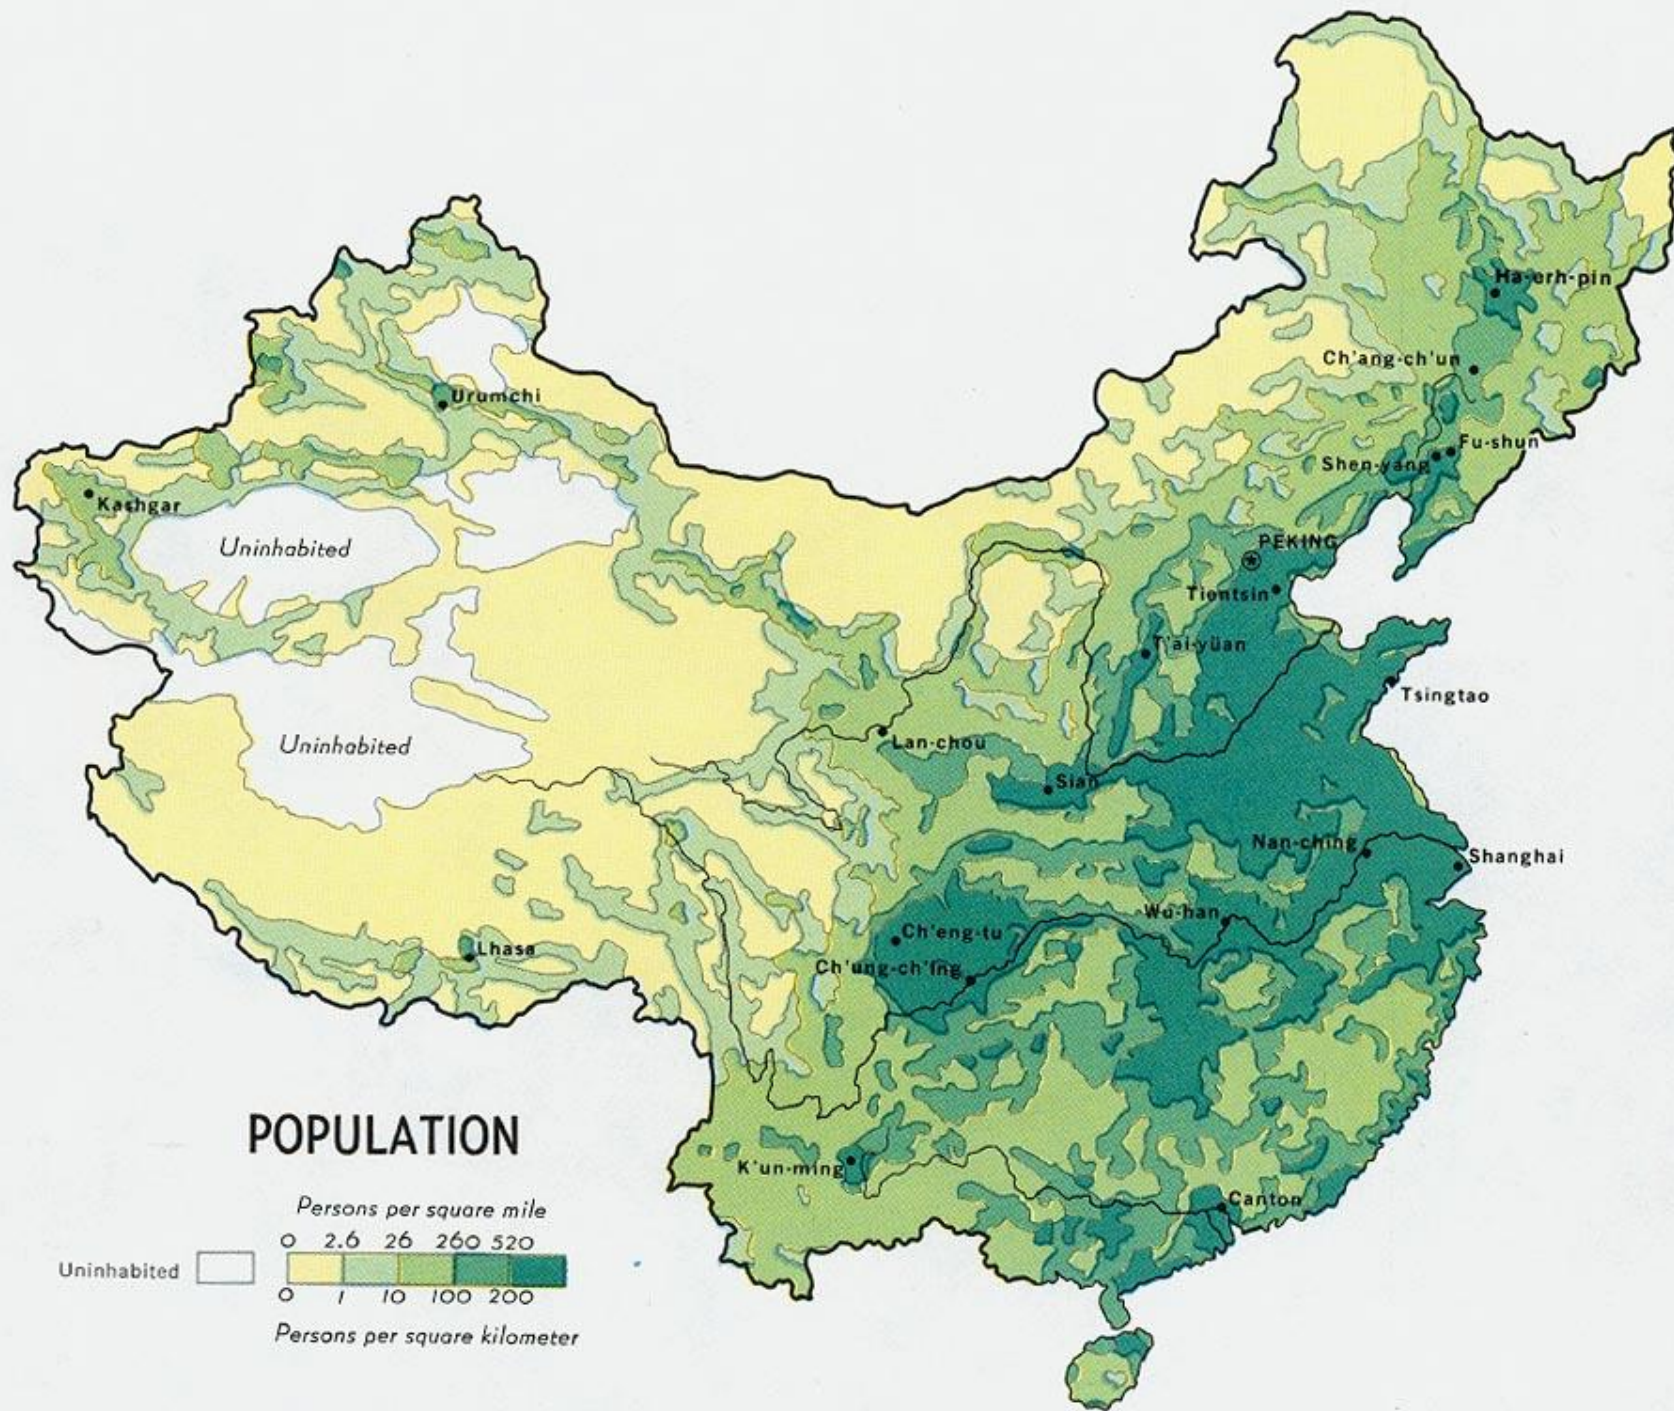 Ha-erh-pin
Ch'ang-ch'un
Urumchi
Fu-shun
Shen-yang
Kashgar
Uninhabited
PEKING
Tientsin
T'ai-yüan
Tsingtao
Uninhabited
Lan-chou
Sian
Nan-ching
Shanghai
Wu-han
Ch'eng-tu
Lhasa
Ch'ung-ch'ing
POPULATION
K'un-ming
Canton
Persons per square mile
0 2.6 26 260 520
Uninhabited
0 1 10 100 200
Persons per square kilometer